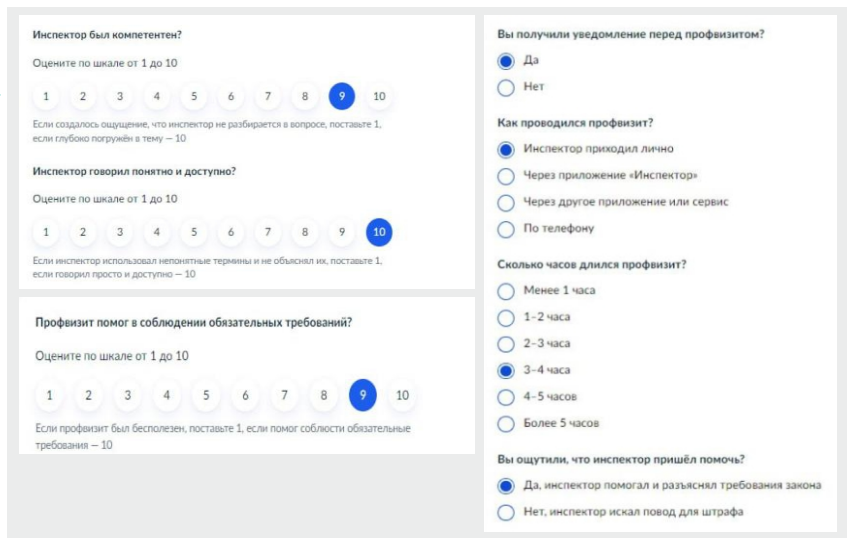 Инспектор был компетентен?
Оцените по шкале от 1 до 10
1 2 3 4 5 6 7 8 9 10
Если создалось ощущение, что инспектор не разбирается в вопросе, поставьте 1,
если глубоко погружён в тему — 10
Инспектор говорил понятно и доступно?
Оцените по шкале от 1 до 10
1 2 3 4 5 6 7 8 9 10
Если инспектор использовал непонятные термины и не объяснял их, поставьте 1,
если говорил просто и доступно — 10
Профвизит помог в соблюдении обязательных требований?
Оцените по шкале от 1 до 10
1 2 3 4 5 6 7 8 9 10
Если профвизит был бесполезен, поставьте 1, если помог соблюсти обязательные
требования — 10
Вы получили уведомление перед профвизитом?
Да
Нет
Как проводился профвизит?
Инспектор приходил лично
Через приложение «Инспектор»
Через другое приложение или сервис
По телефону
Сколько часов длился профвизит?
Менее 1 часа
1–2 часа
2–3 часа
3–4 часа
4–5 часов
Более 5 часов
Вы ощутили, что инспектор пришёл помочь?
Да, инспектор помогал и разъяснял требования закона
Нет, инспектор искал повод для штрафа